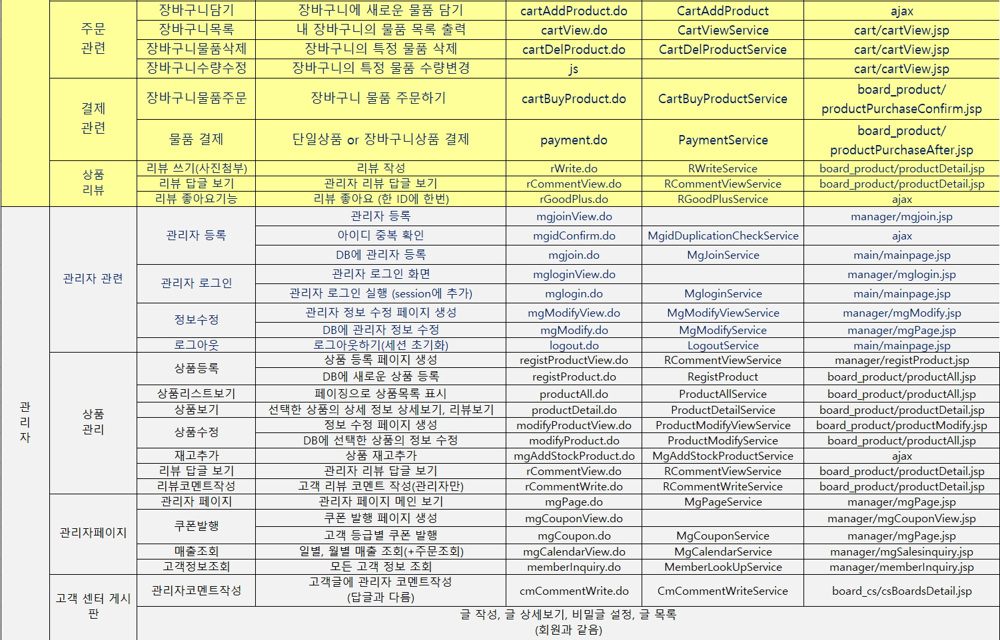 주문
관련
장바구니담기 장바구니에 새로운 물품 담기 cartAddProduct.do CartAddProduct ajax
장바구니목록 내 장바구니의 물품 목록 출력 cartView.do CartViewService cart/cartView.jsp
장바구니물품삭제 장바구니의 특정 물품 삭제 cartDelProduct.do CartDelProductService cart/cartView.jsp
장바구니수량수정 장바구니의 특정 물품 수량변경 js cart/cartView.jsp
결제
관련
장바구니물품주문 장바구니 물품 주문하기 cartBuyProduct.do CartBuyProductService board_product/
productPurchaseConfirm.jsp
물품 결제 단일상품 or 장바구니상품 결제 payment.do PaymentService board_product/
productPurchaseAfter.jsp
상품
리뷰
리뷰 쓰기(사진첨부) 리뷰 작성 rWrite.do RWriteService board_product/productDetail.jsp
리뷰 답글 보기 관리자 리뷰 답글 보기 rCommentView.do RCommentViewService board_product/productDetail.jsp
리뷰 좋아요기능 리뷰 좋아요 (한 ID에 한번) rGoodPlus.do RGoodPlusService ajax
관
리
자
관리자 관련
관리자 등록
관리자 등록 mgjoinView.do manager/mgjoin.jsp
아이디 중복 확인 mgidConfirm.do MgidDuplicationCheckService ajax
DB에 관리자 등록 mgjoin.do MgJoinService main/mainpage.jsp
관리자 로그인
관리자 로그인 화면 mgloginView.do manager/mglogin.jsp
관리자 로그인 실행 (session에 추가) mglogin.do MgloginService main/mainpage.jsp
정보수정
관리자 정보 수정 페이지 생성 mgModifyView.do MgModifyViewService manager/mgModify.jsp
DB에 관리자 정보 수정 mgModify.do MgModifyService manager/mgPage.jsp
로그아웃 로그아웃하기(세션 초기화) logout.do LogoutService main/mainpage.jsp
상품
관리
상품등록
상품 등록 페이지 생성 registProductView.do RCommentViewService manager/registProduct.jsp
DB에 새로운 상품 등록 registProduct.do RegistProduct board_product/productAll.jsp
상품리스트보기 페이징으로 상품목록 표시 productAll.do ProductAllService board_product/productAll.jsp
상품보기 선택한 상품의 상세 정보 상세보기, 리뷰보기 productDetail.do ProductDetailService board_product/productDetail.jsp
상품수정
정보 수정 페이지 생성 modifyProductView.do ProductModifyViewService board_product/productModify.jsp
DB에 선택한 상품의 정보 수정 modifyProduct.do ProductModifyService board_product/productAll.jsp
재고추가 상품 재고추가 mgAddStockProduct.do MgAddStockProductService ajax
리뷰 답글 보기 관리자 리뷰 답글 보기 rCommentView.do RCommentViewService board_product/productDetail.jsp
리뷰코멘트작성 고객 리뷰 코멘트 작성(관리자만) rCommentWrite.do RCommentWriteService board_product/productDetail.jsp
관리자페이지
관리자 페이지 관리자 페이지 메인 보기 mgPage.do MgPageService manager/mgPage.jsp
쿠폰발행
쿠폰 발행 페이지 생성 mgCouponView.do manager/mgCouponView.jsp
고객 등급별 쿠폰 발행 mgCoupon.do MgCouponService manager/mgPage.jsp
매출조회 일별, 월별 매출 조회(+주문조회) mgCalendarView.do MgCalendarService manager/mgSalesinquiry.jsp
고객정보조회 모든 고객 정보 조회 memberInquiry.do MemberLookUpService manager/memberInquiry.jsp
고객 센터 게시
판
관리자코멘트작성 고객글에 관리자 코멘트작성
(답글과 다름) cmCommentWrite.do CmCommentWriteService board_cs/csBoardsDetail.jsp
글 작성, 글 상세보기, 비밀글 설정, 글 목록
(회원과 같음)